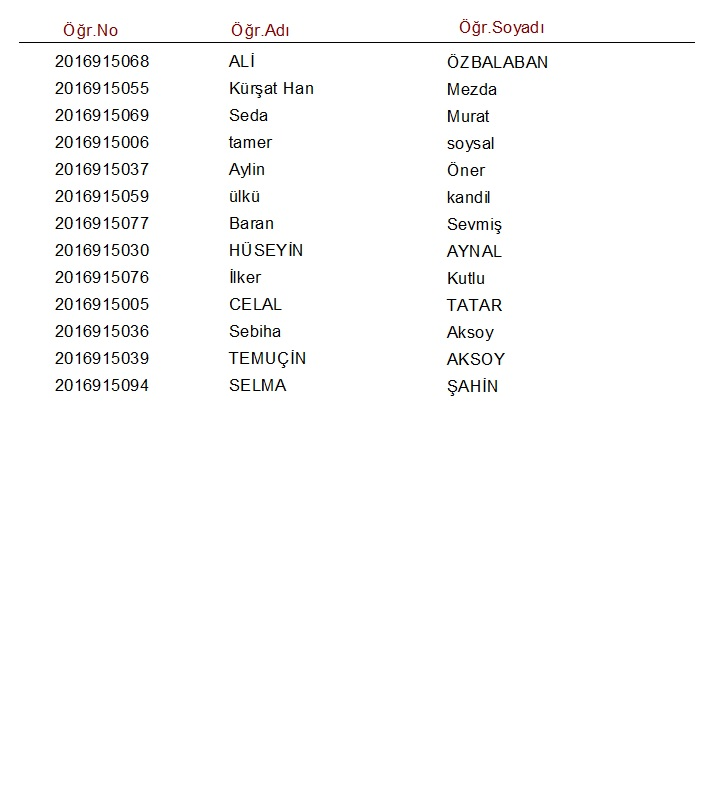 Öğr.No Öğr.Adı Öğr.Soyadı
2016915068 ALİ ÖZBALABAN
2016915055 Kürşat Han Mezda
2016915069 Seda Murat
2016915006 tamer soysal
2016915037 Aylin Öner
2016915059 ülkü kandil
2016915077 Baran Sevmiş
2016915030 HÜSEYİN AYNAL
2016915076 İlker Kutlu
2016915005 CELAL TATAR
2016915036 Sebiha Aksoy
2016915039 TEMUÇİN AKSOY
2016915094 SELMA ŞAHİN